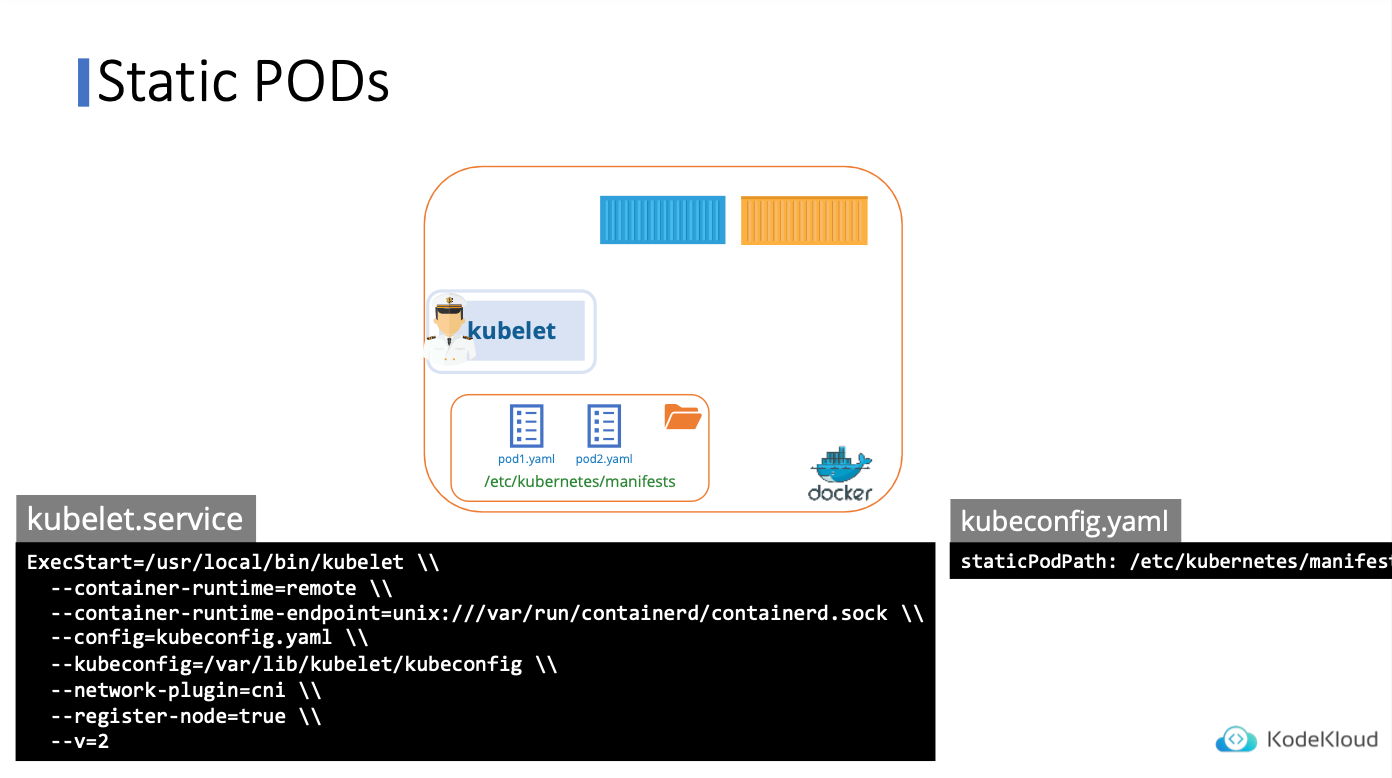 Static PODs
kubelet
pod1.yaml
pod2.yaml
/etc/kubernetes/manifests
docker
kubelet.service
ExecStart=/usr/local/bin/kubelet \\
--container-runtime=remote \\
--container-runtime-endpoint=unix:///var/run/containerd/containerd.sock \\
--config=kubeconfig.yaml \\
--kubeconfig=/var/lib/kubelet/kubeconfig \\
--network-plugin=cni \\
--register-node=true \\
--v=2
kubeconfig.yaml
staticPodPath: /etc/kubernetes/manifest
KodeKloud